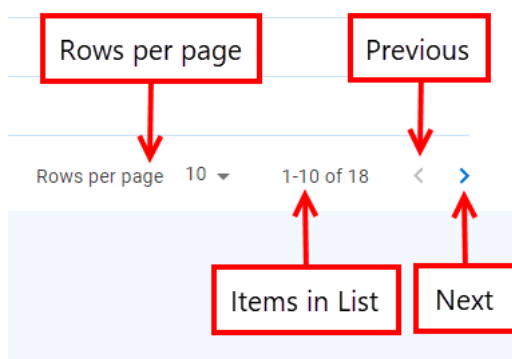 Rows per page
Previous
Rows per page 10 1-10 of 18
Items in List
Next